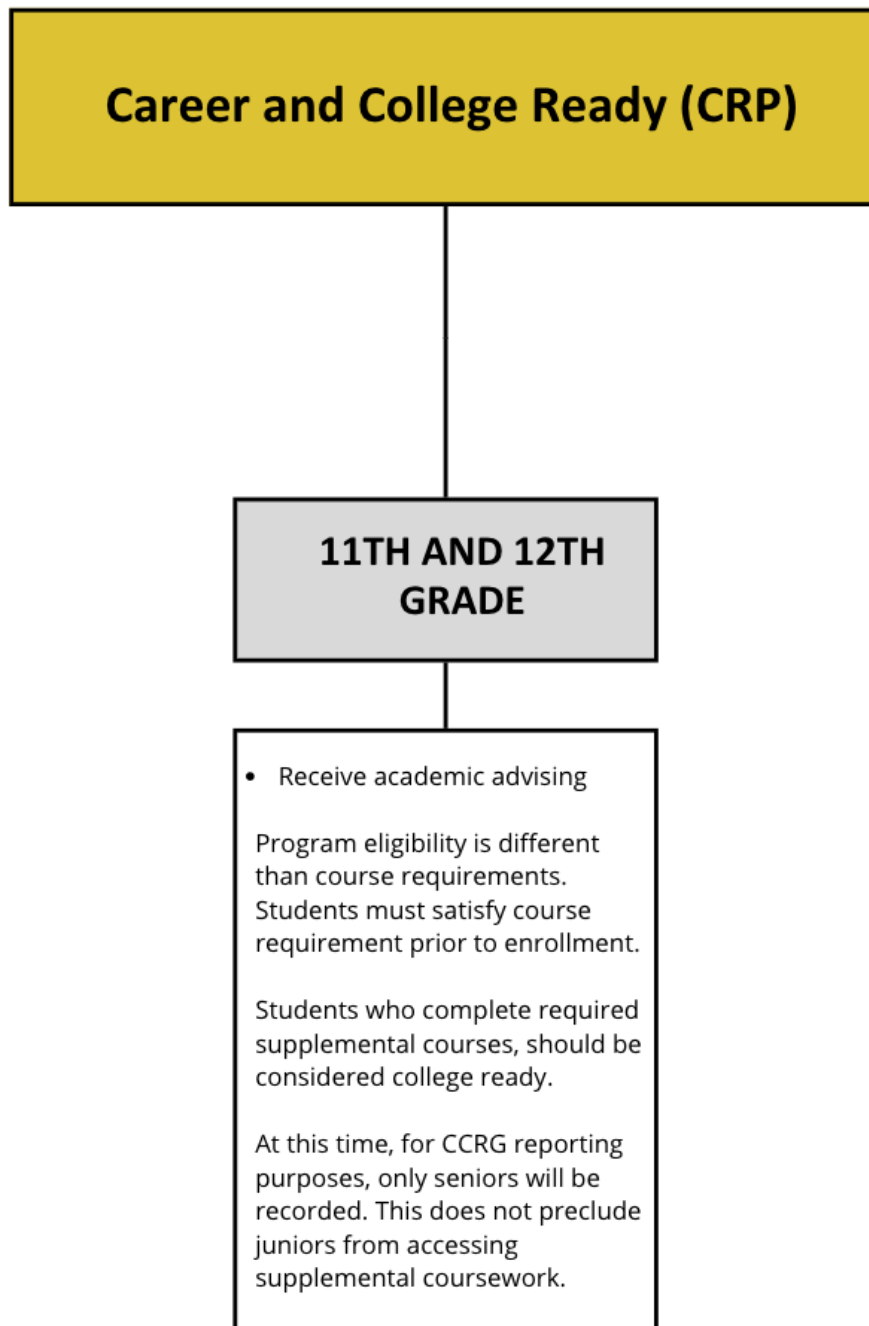 Career and College Ready (CRP)
11TH AND 12TH
GRADE
• Receive academic advising
Program eligibility is different
than course requirements.
Students must satisfy course
requirement prior to enrollment.
Students who complete required
supplemental courses, should be
considered college ready.
At this time, for CCRG reporting
purposes, only seniors will be
recorded. This does not preclude
juniors from accessing
supplemental coursework.